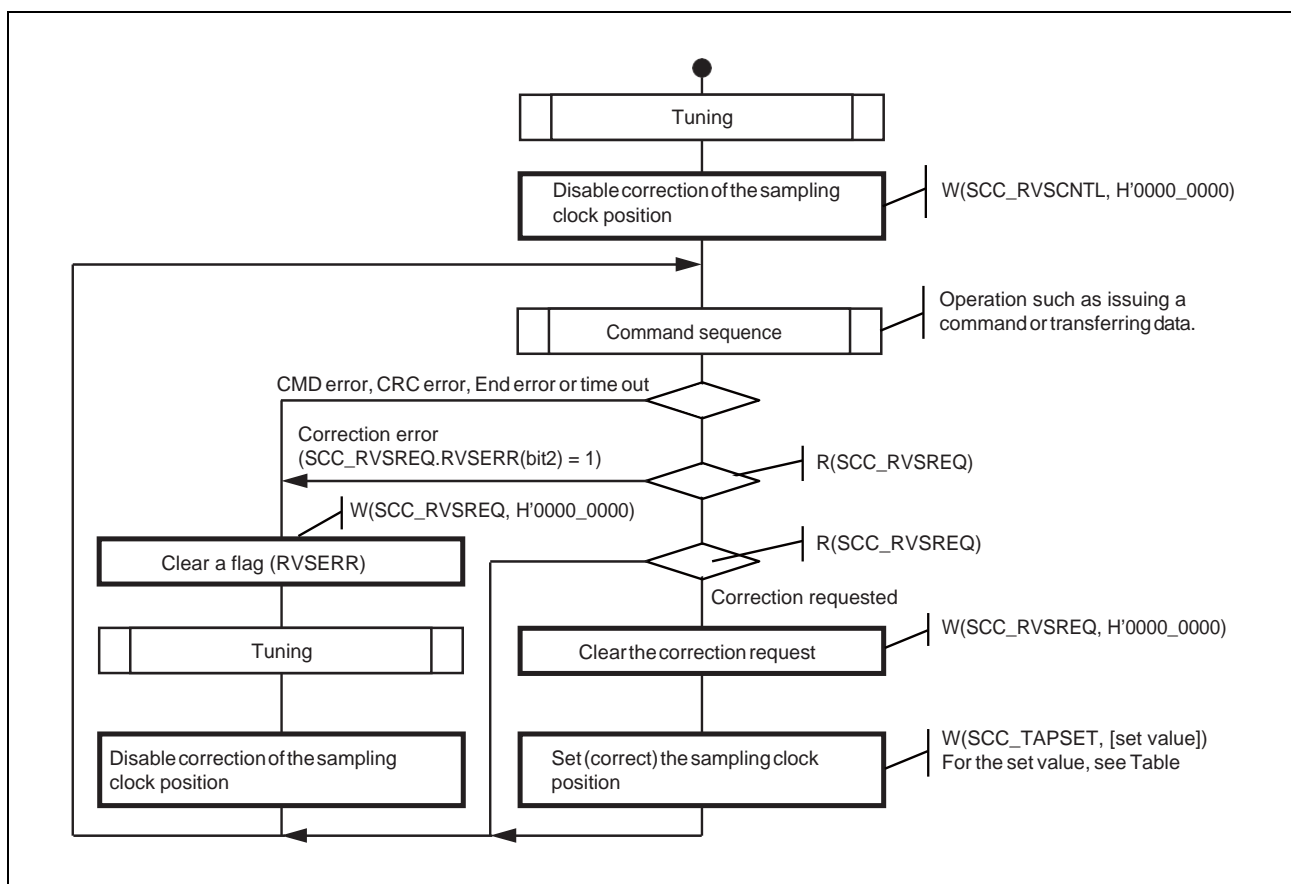 Tuning
Disable correction of the sampling
clock position
W(SCC_RVSCNTL, H'0000_0000)
Operation such as issuing a
command or transferring data.
Command sequence
CMD error, CRC error, End error or time out
Correction error
(SCC_RVSREQ.RVSERR(bit2) = 1)
R(SCC_RVSREQ)
W(SCC_RVSREQ, H'0000_0000)
R(SCC_RVSREQ)
Clear a flag (RVSERR)
Correction requested
W(SCC_RVSREQ, H'0000_0000)
Tuning
Clear the correction request
W(SCC_TAPSET, [set value])
For the set value, see Table
Disable correction of the sampling
clock position
Set (correct) the sampling clock
position